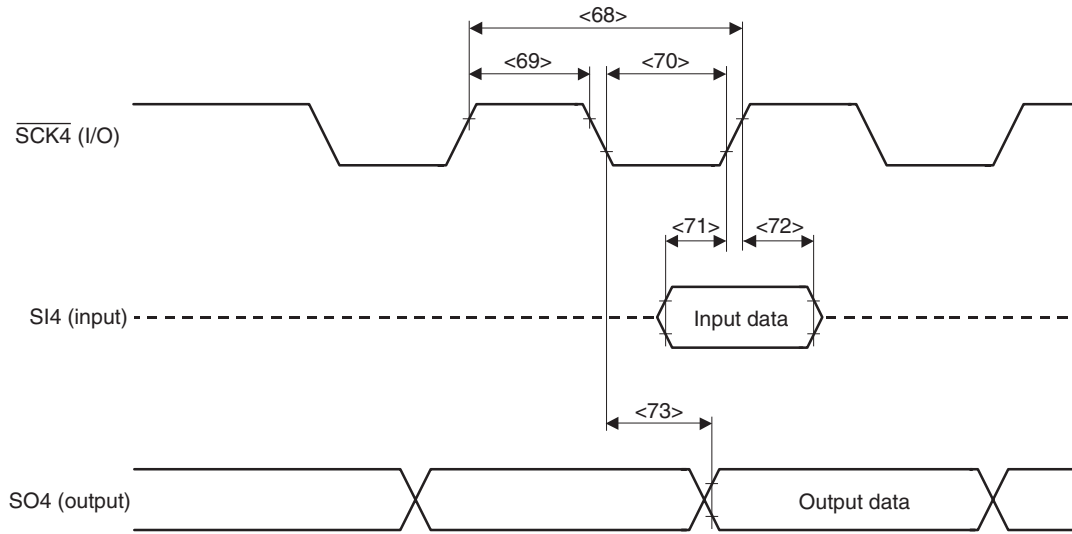 <68>
<69>
<70>
SCK4 (I/O)
<71>
<72>
SI4 (input)
Input data
<73>
SO4 (output)
Output data